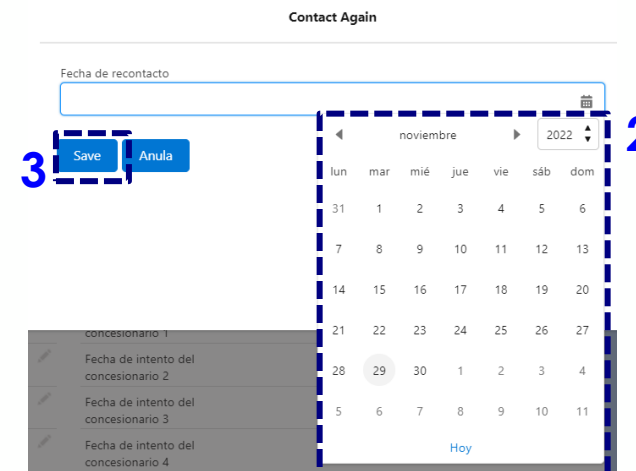 Contact Again
Fecha de recontacto
noviembre 2022
2
Save Anula
3
lun mar mié jue vie sáb dom
31 1 2 3 4 5 6
7 8 9 10 11 12 13
14 15 16 17 18 19 20
21 22 23 24 25 26 27
28 29 30 1 2 3 4
5 6 7 8 9 10 11
Hoy
concesionario 1
Fecha de intento del
concesionario 2
Fecha de intento del
concesionario 3
Fecha de intento del
concesionario 4